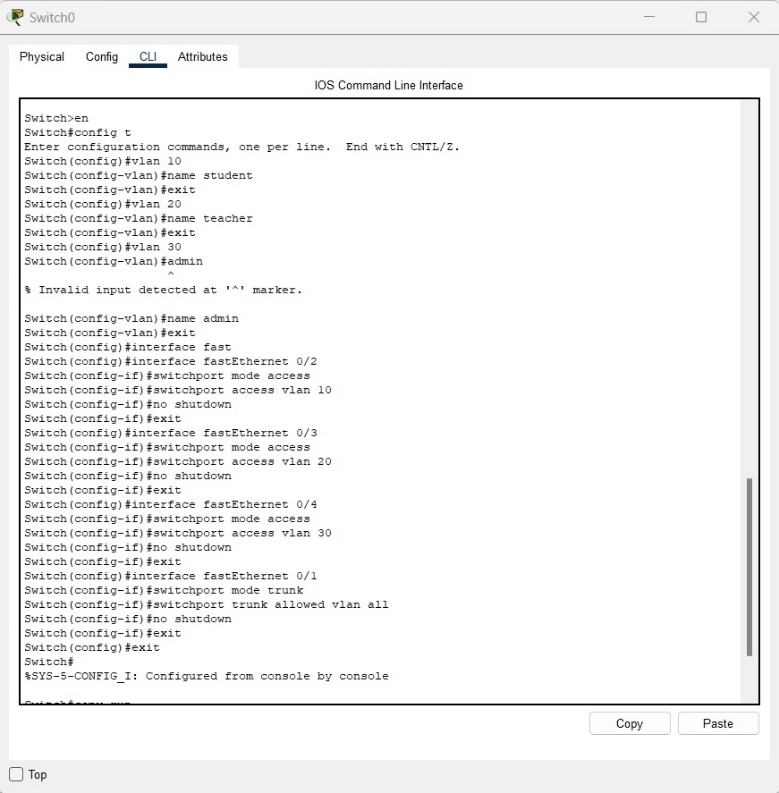 Switch0
Physical Config CLI Attributes
IOS Command Line Interface
Switch>en
Switch#config t
Enter configuration commands, one per line.  End with CNTL/Z.
Switch(config)#vlan 10
Switch(config-vlan)#name student
Switch(config-vlan)#exit
Switch(config)#vlan 20
Switch(config-vlan)#name teacher
Switch(config-vlan)#exit
Switch(config)#vlan 30
Switch(config-vlan)#admin
^
% Invalid input detected at '^' marker.
Switch(config-vlan)#name admin
Switch(config-vlan)#exit
Switch(config)#interface fast
Switch(config)#interface fastEthernet 0/2
Switch(config-if)#switchport mode access
Switch(config-if)#switchport access vlan 10
Switch(config-if)#no shutdown
Switch(config-if)#exit
Switch(config)#interface fastEthernet 0/3
Switch(config-if)#switchport mode access
Switch(config-if)#switchport access vlan 20
Switch(config-if)#no shutdown
Switch(config-if)#exit
Switch(config)#interface fastEthernet 0/4
Switch(config-if)#switchport mode access
Switch(config-if)#switchport access vlan 30
Switch(config-if)#no shutdown
Switch(config-if)#exit
Switch(config)#interface fastEthernet 0/1
Switch(config-if)#switchport mode trunk
Switch(config-if)#switchport trunk allowed vlan all
Switch(config-if)#no shutdown
Switch(config-if)#exit
Switch(config)#exit
Switch#
%SYS-5-CONFIG_I: Configured from console by console
Copy Paste
Top